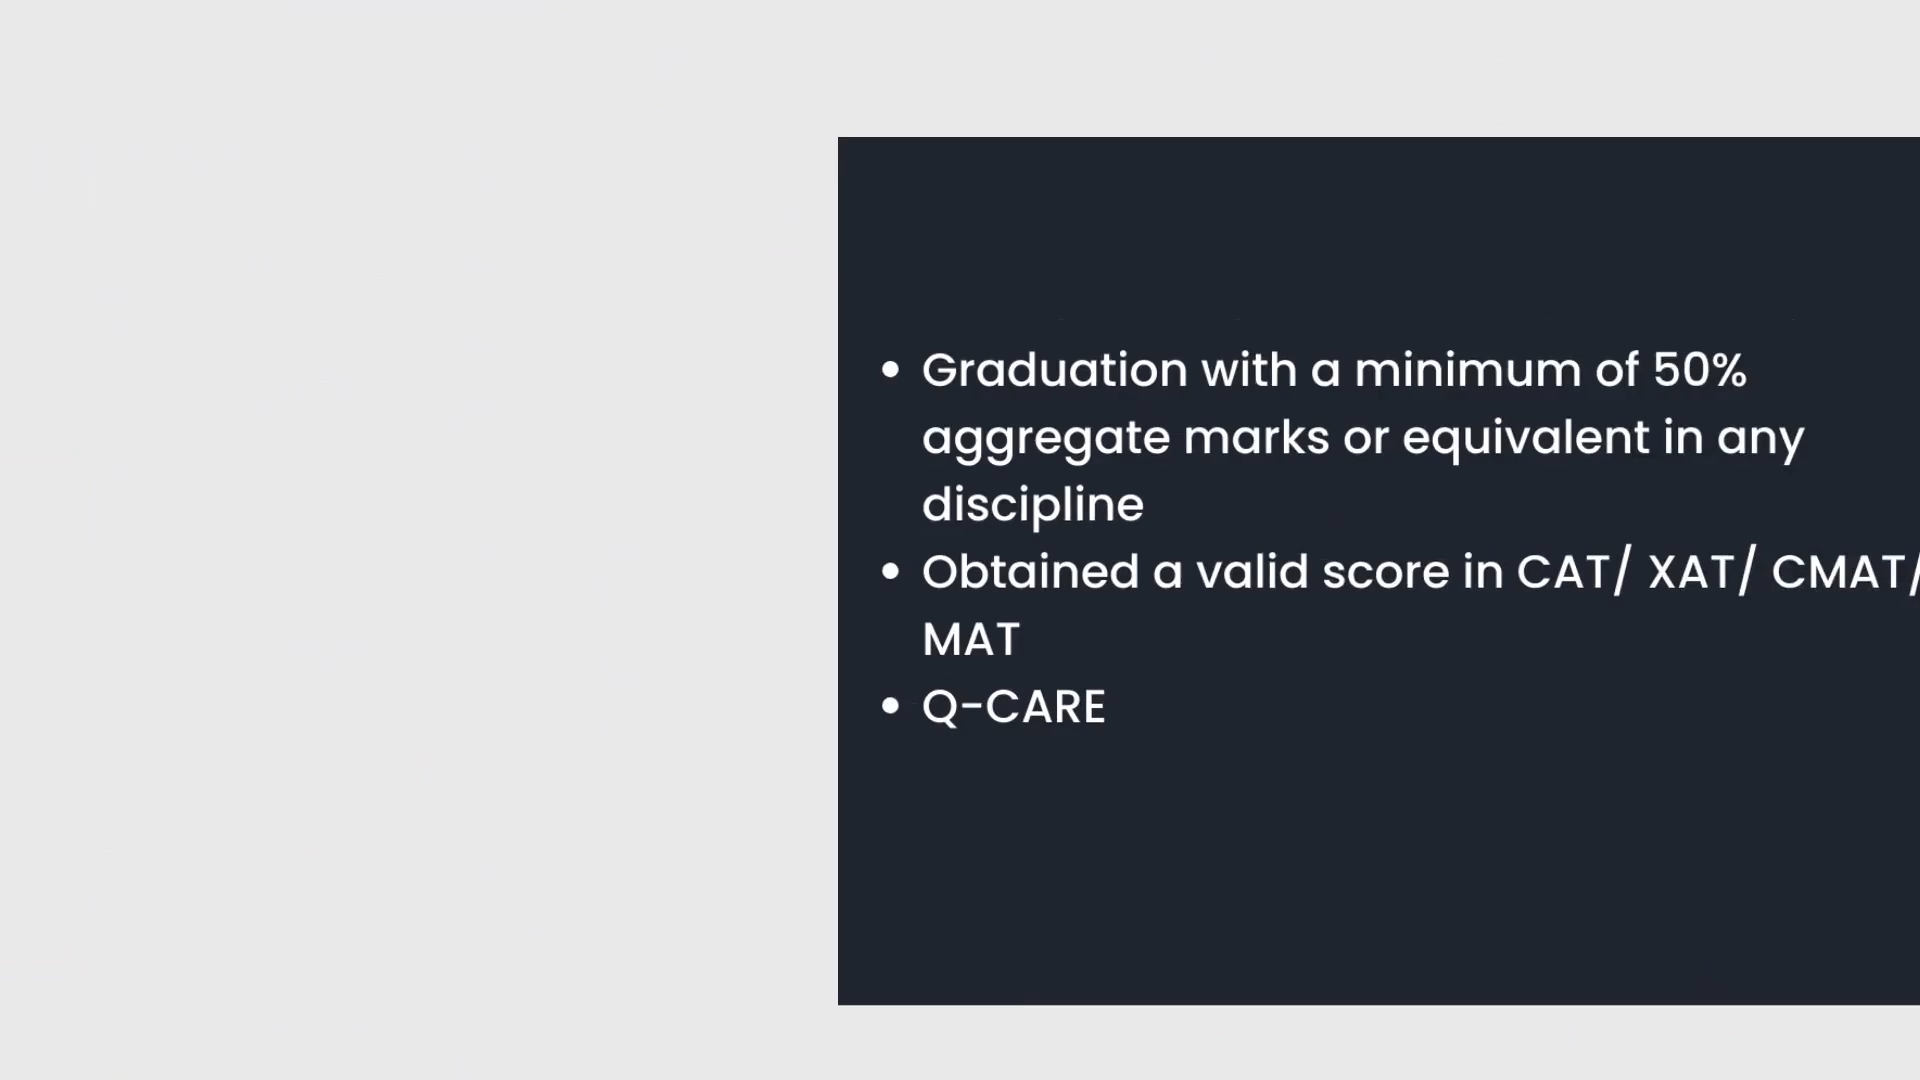 • Graduation with a minimum of 50%
aggregate marks or equivalent in any
discipline
• Obtained a valid score in CAT/ XAT/ CMAT/
MAT
• Q-CARE